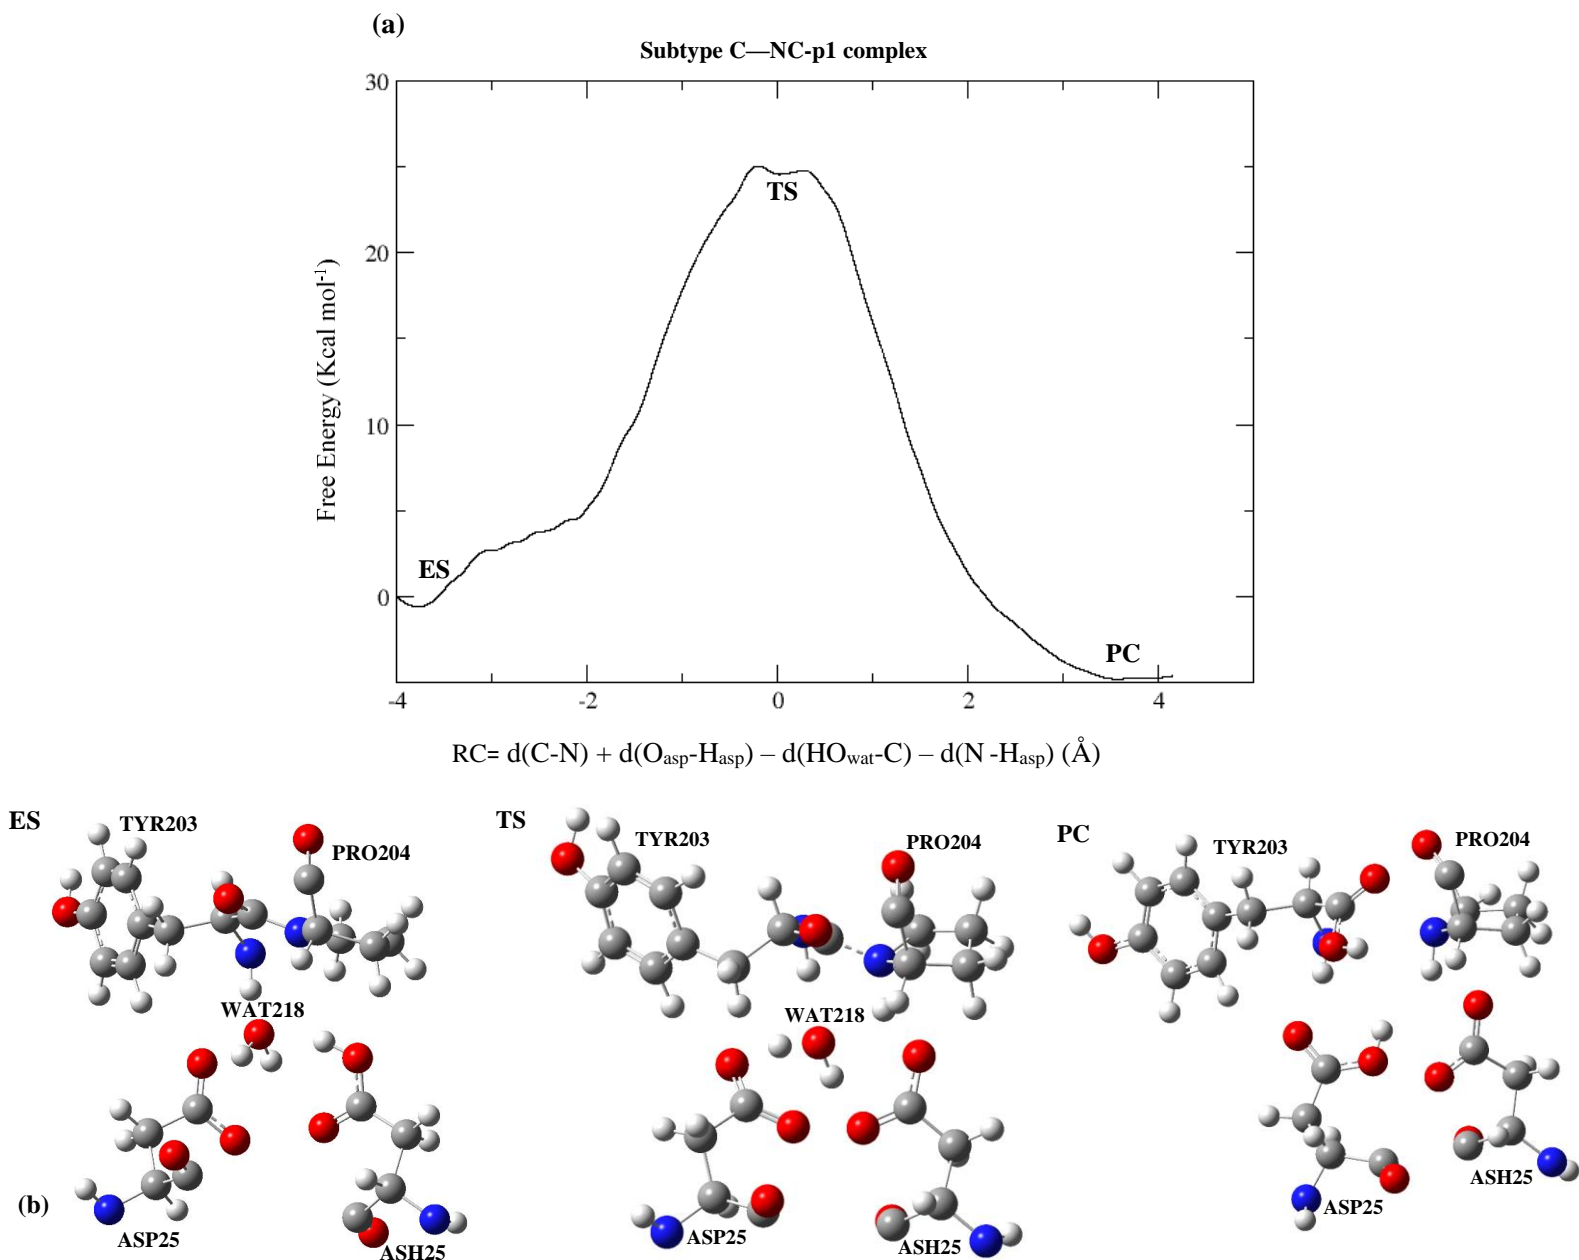 (a)
Subtype C—NC-p1 complex
30
20
10
0
Free Energy (Kcal mol-1)
TS
ES
PC
-4 -2 0 2 4
RC= d(C-N) + d(Oasp-Hasp) – d(HOwat-C) – d(N -Hasp) (Å)
ES
TYR203
PRO204
WAT218
ASP25
ASH25
TS
TYR203
PRO204
WAT218
ASP25
ASH25
PC
TYR203
PRO204
ASP25
ASH25
(b)